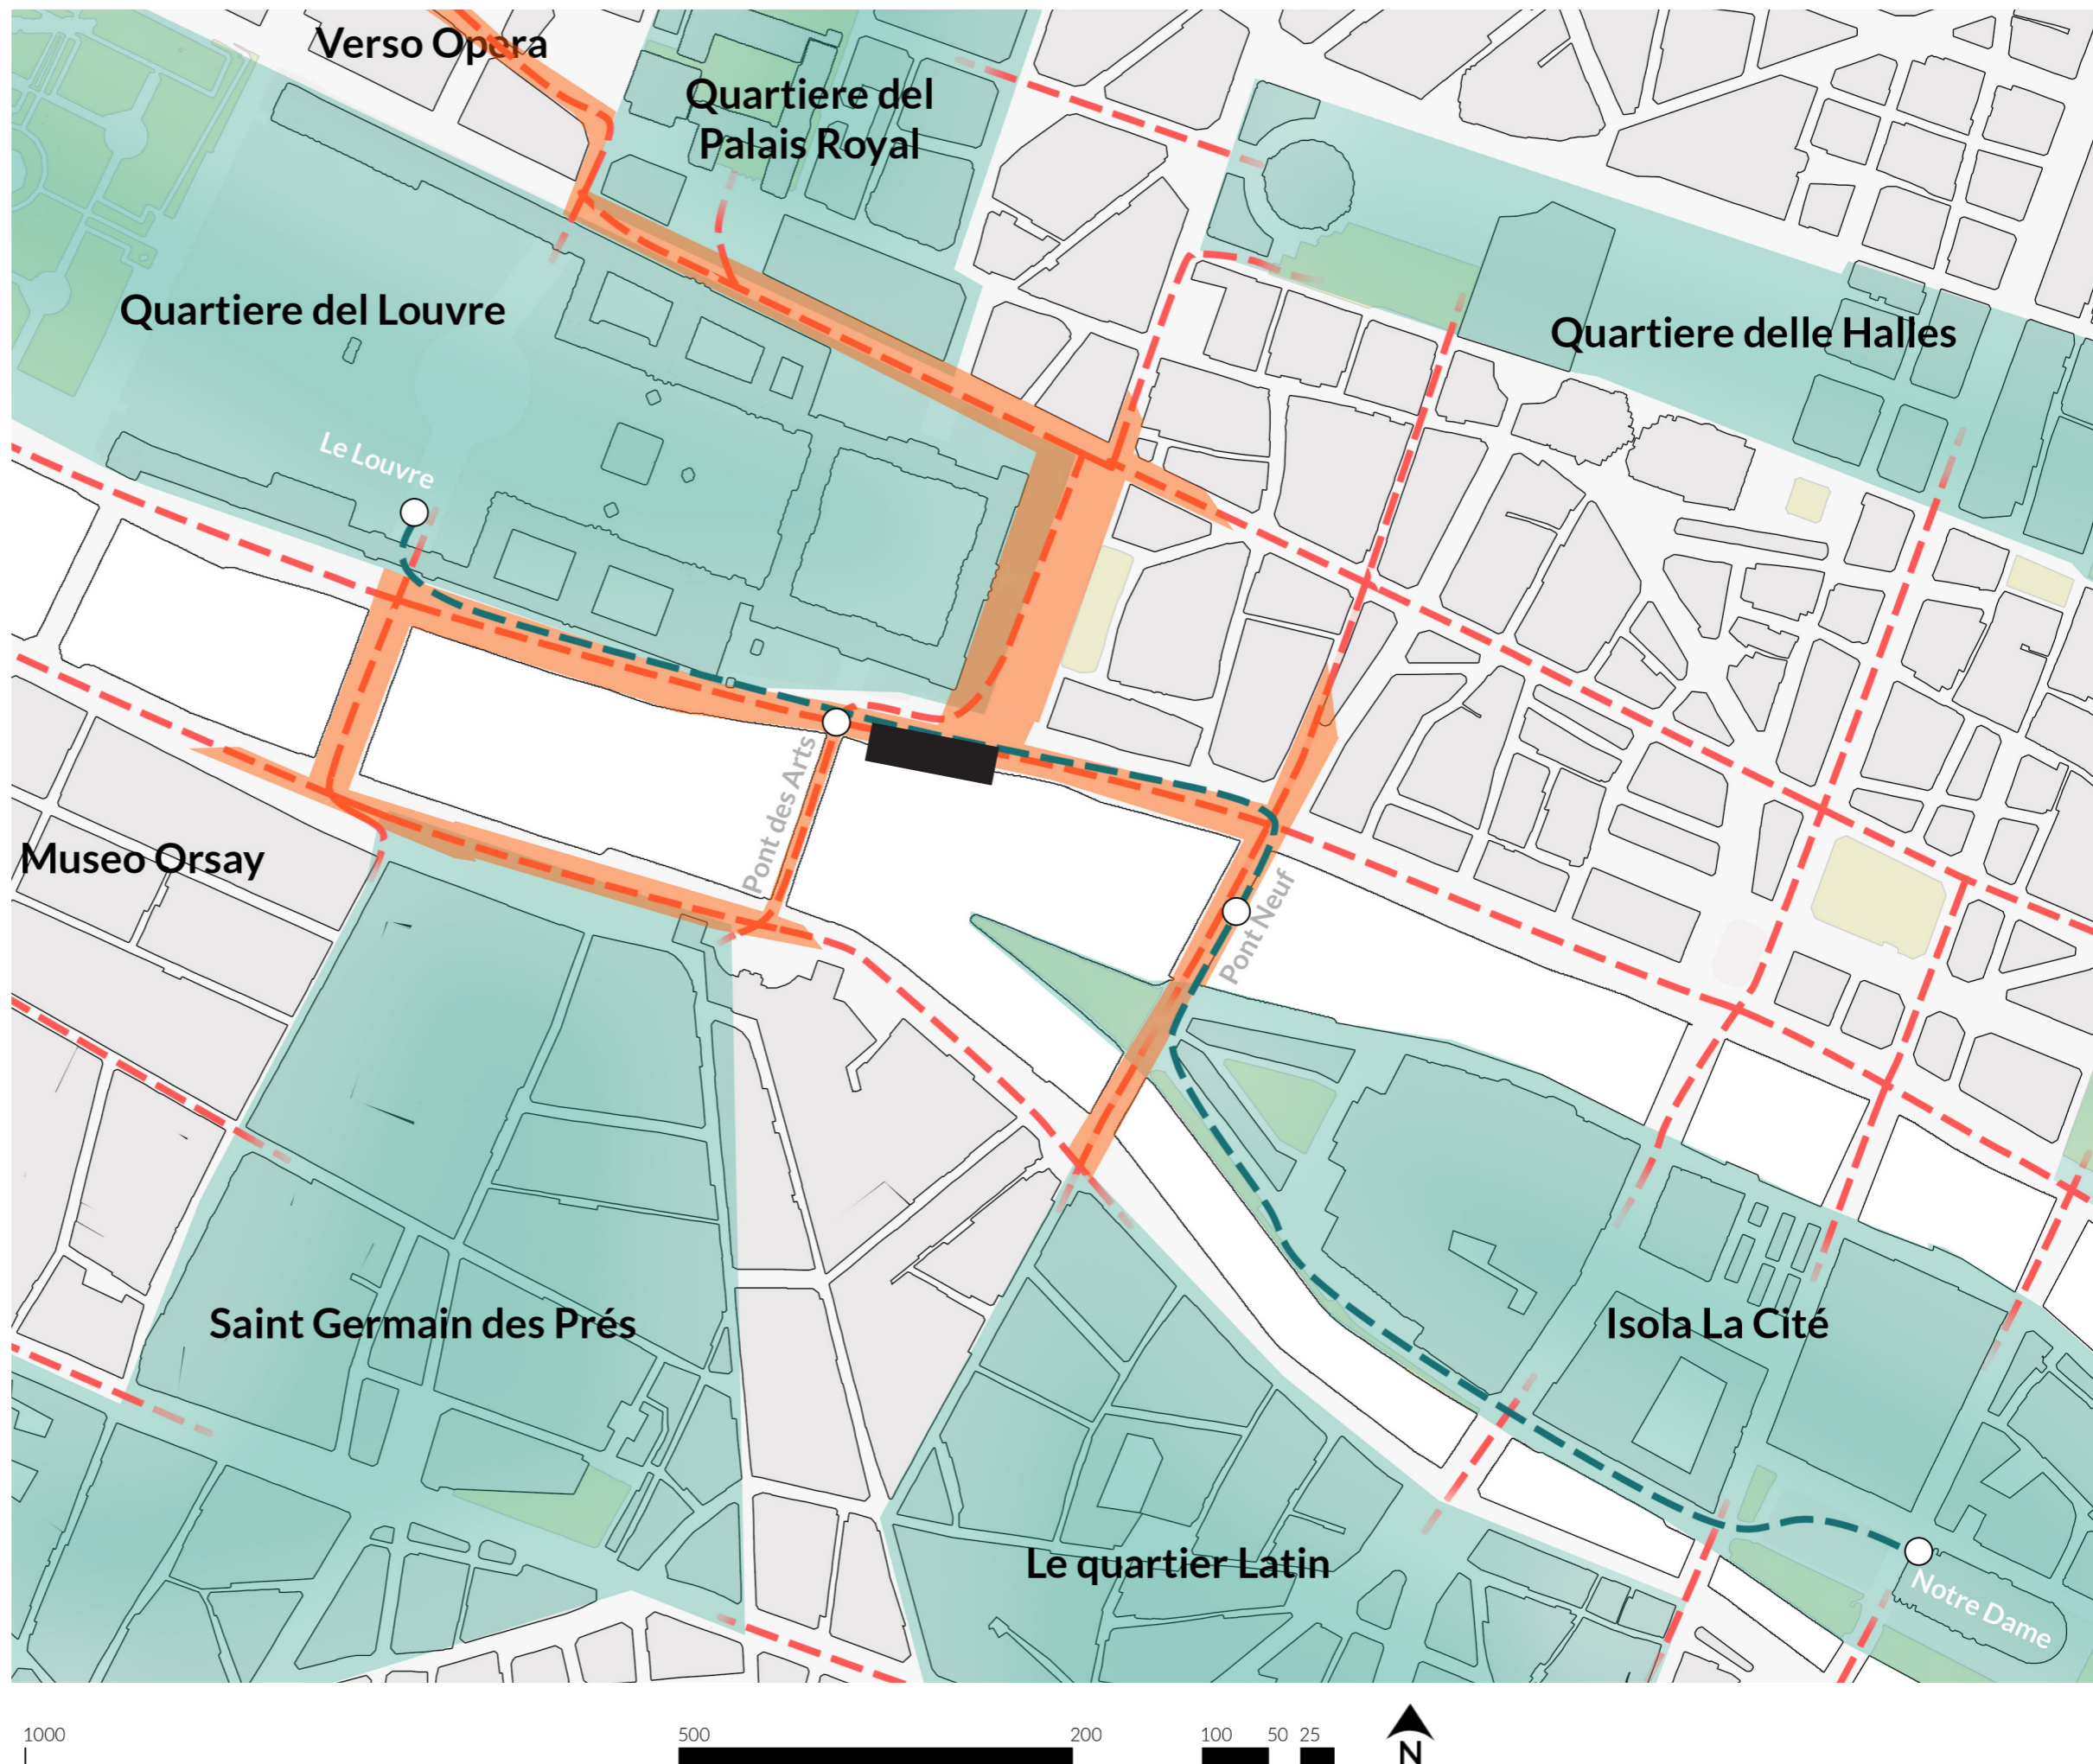 Verso Opera
Quartiere del
Palais Royal
Quartiere del Louvre
Quartiere delle Halles
Le Louvre
Pont des Arts
Museo Orsay
Pont Neuf
Saint Germain des Prés
Isola La Cité
Le quartier Latin
Notre Dame
1000 500 200 100 50 25
N